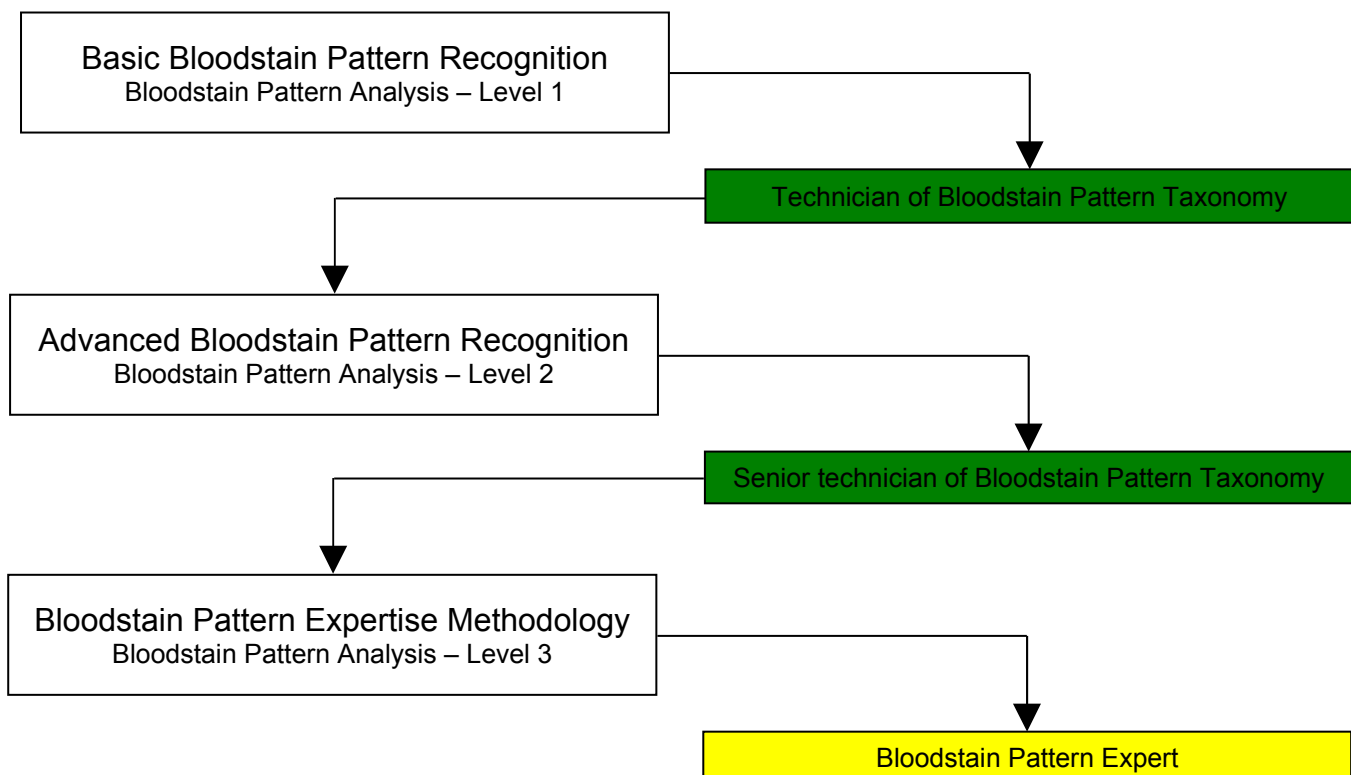 Basic Bloodstain Pattern Recognition
Bloodstain Pattern Analysis – Level 1
Technician of Bloodstain Pattern Taxonomy
Advanced Bloodstain Pattern Recognition
Bloodstain Pattern Analysis – Level 2
Senior technician of Bloodstain Pattern Taxonomy
Bloodstain Pattern Expertise Methodology
Bloodstain Pattern Analysis – Level 3
Bloodstain Pattern Expert